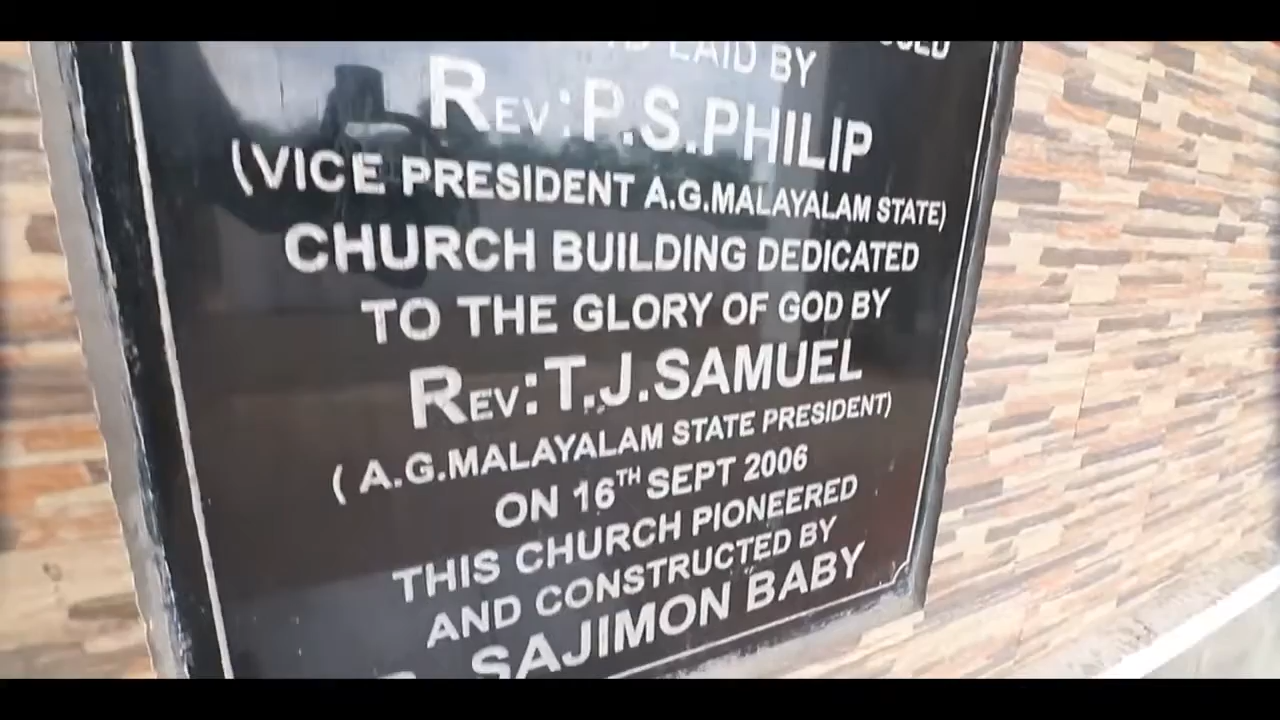 LAID BY
REV: P.S.PHILIP
(VICE PRESIDENT A.G.MALAYALAM STATE)
CHURCH BUILDING DEDICATED
TO THE GLORY OF GOD BY
REV: T.J.SAMUEL
( A.G.MALAYALAM STATE PRESIDENT)
ON 16TH SEPT 2006
THIS CHURCH PIONEERED
AND CONSTRUCTED BY
SAJIMON BABY